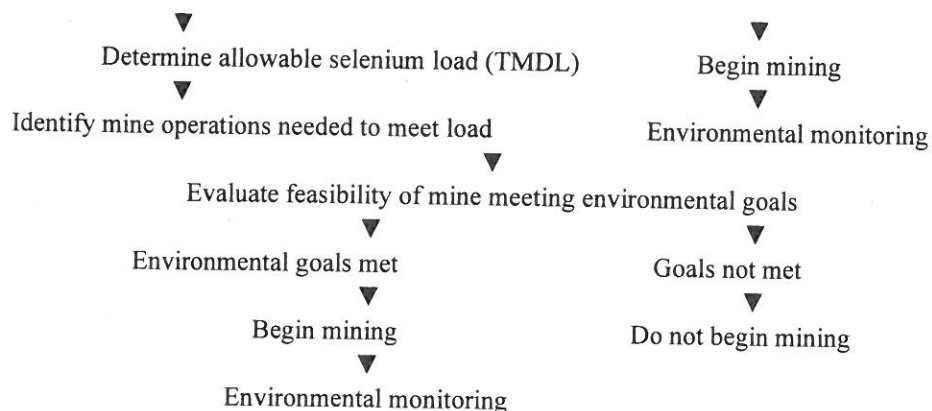 Determine allowable selenium load (TMDL)
Begin mining
Identify mine operations needed to meet load
Environmental monitoring
Evaluate feasibility of mine meeting environmental goals
Environmental goals met
Goals not met
Begin mining
Do not begin mining
Environmental monitoring